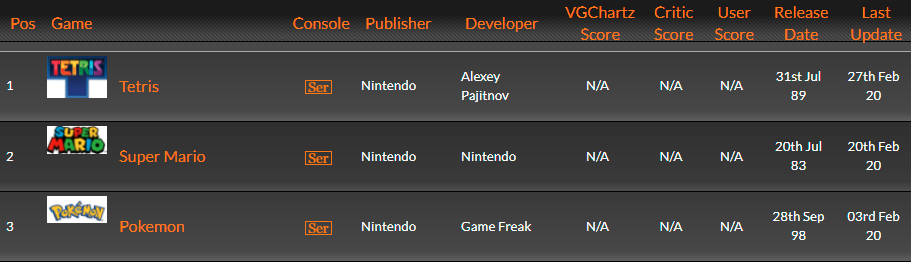 Pos Game Console Publisher Developer VGChartz Score Critic Score User Score Release Date Last Update
1 TETRIS Tetris Ser Nintendo Alexey Pajitnov N/A N/A N/A 31st Jul 89 27th Feb 20
2 SUPER MARIO Super Mario Ser Nintendo Nintendo N/A N/A N/A 20th Jul 83 20th Feb 20
3 POKéMON Pokemon Ser Nintendo Game Freak N/A N/A N/A 28th Sep 98 03rd Feb 20